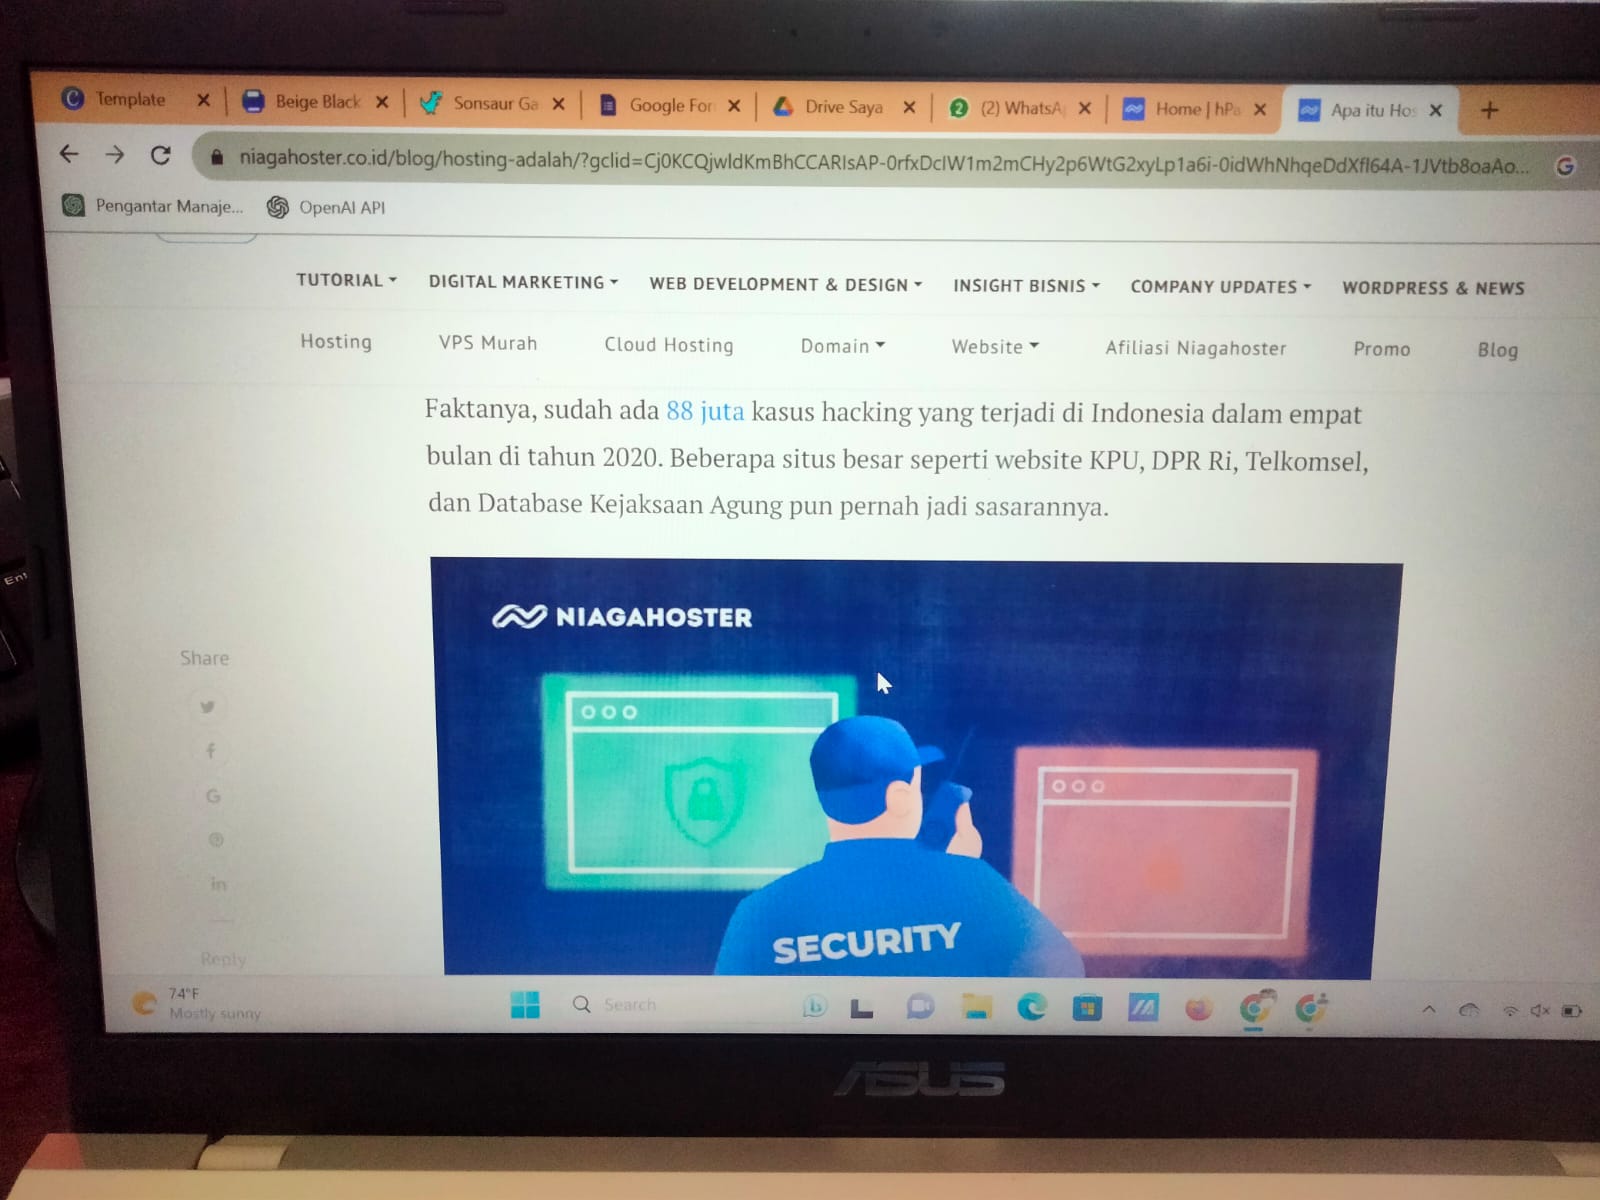 Template
Beige Black
Sonsaur Ga
Google For
Drive Saya
(2) WhatsA
Home | hPa
Apa itu Hos
niagahoster.co.id/blog/hosting-adalah/?gclid=
Pengantar Manaje...
OpenAI API
TUTORIAL
DIGITAL MARKETING
WEB DEVELOPMENT & DESIGN
INSIGHT BISNIS
COMPANY UPDATES
WORDPRESS & NEWS
Hosting
VPS Murah
Cloud Hosting
Domain
Website
Afiliasi Niagahoster
Promo
Blog
Faktanya, sudah ada 88 juta kasus hacking yang terjadi di Indonesia dalam empat
bulan di tahun 2020. Beberapa situs besar seperti website KPU, DPR Ri, Telkomsel,
dan Database Kejaksaan Agung pun pernah jadi sasarannya.
NIAGAHOSTER
SECURITY
Share
Reply
74°F
Mostly sunny
Search
ASUS